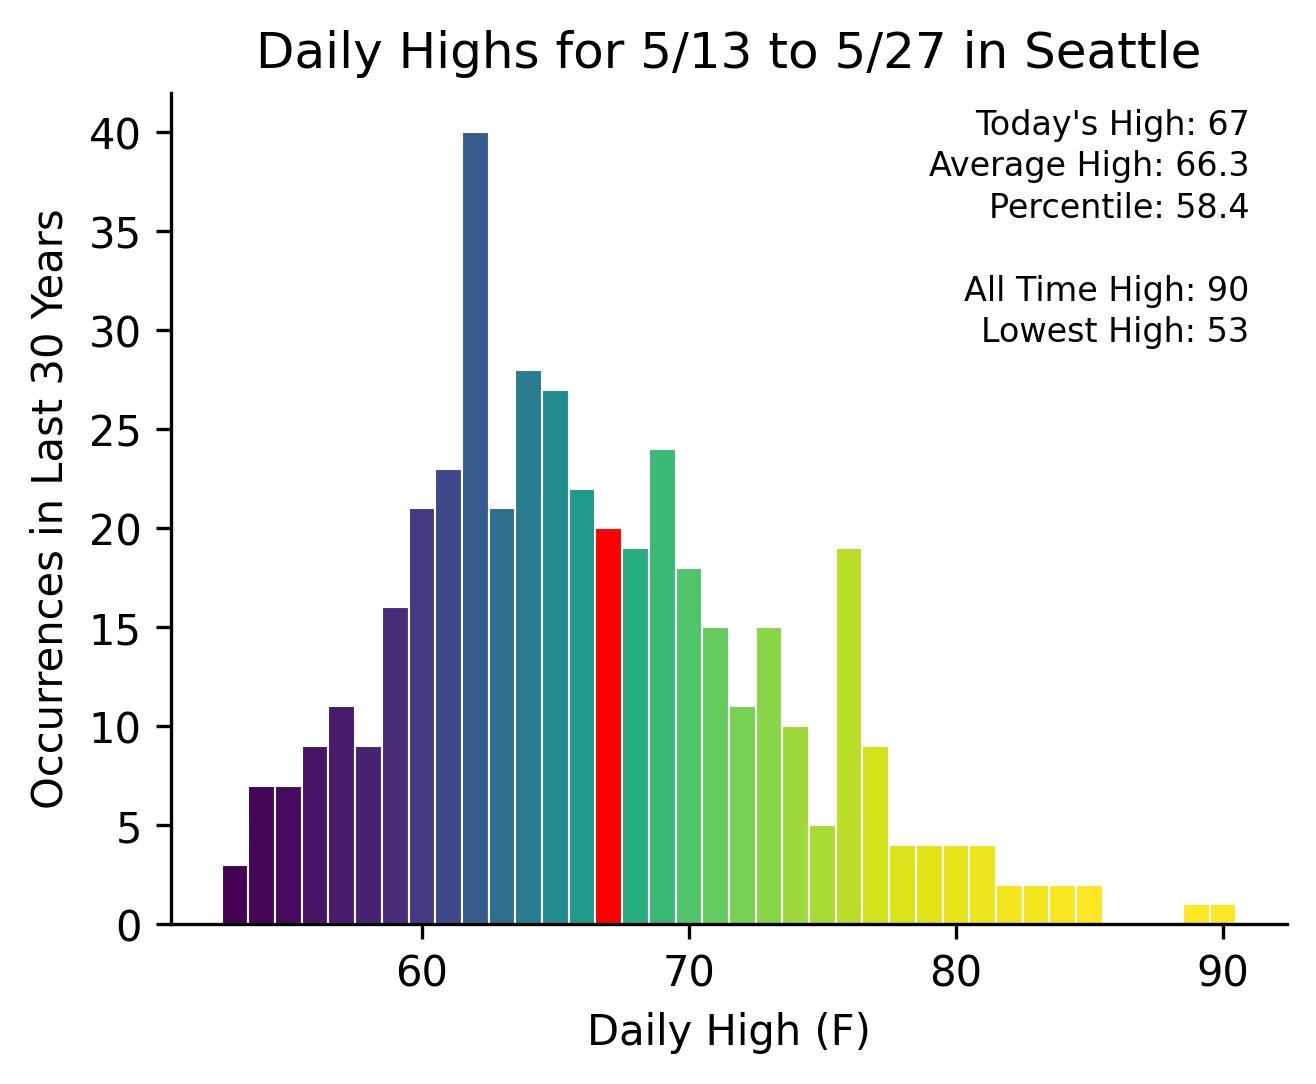 Daily Highs for 5/13 to 5/27 in Seattle
Today's High: 67
Average High: 66.3
Percentile: 58.4
All Time High: 90
Lowest High: 53
Occurrences in Last 30 Years
40
35
30
25
20
15
10
5
0
60 70 80 90
Daily High (F)